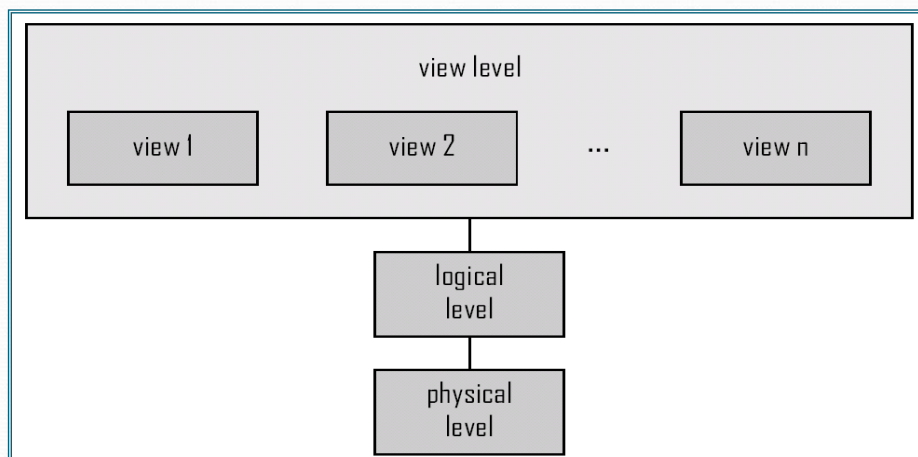 view level
view 1
view 2
...
view n
logical
level
physical
level